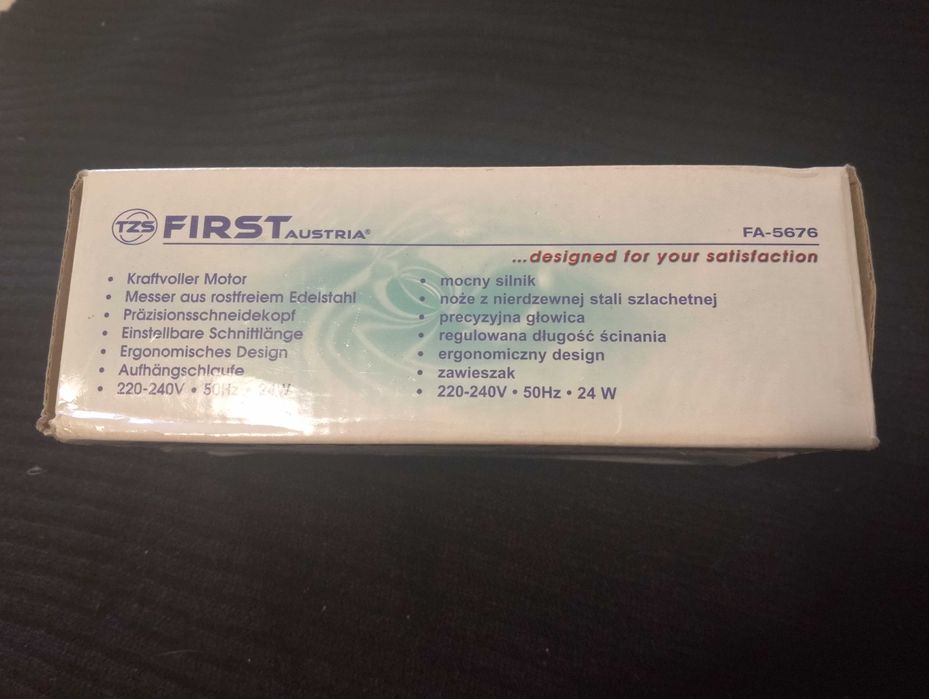 TZS FIRST AUSTRIA®
FA-5676
...designed for your satisfaction
• Kraftvoller Motor
• Messer aus rostfreiem Edelstahl
• Präzisionsschneidekopf
• Einstellbare Schnittlänge
• Ergonomisches Design
• Aufhängschlaufe
• 220-240V • 50Hz • 24 W
• mocny silnik
• noże z nierdzewnej stali szlachetnej
• precyzyjna głowica
• regulowana długość ścinania
• ergonomiczny design
• zawieszak
• 220-240V • 50Hz • 24 W